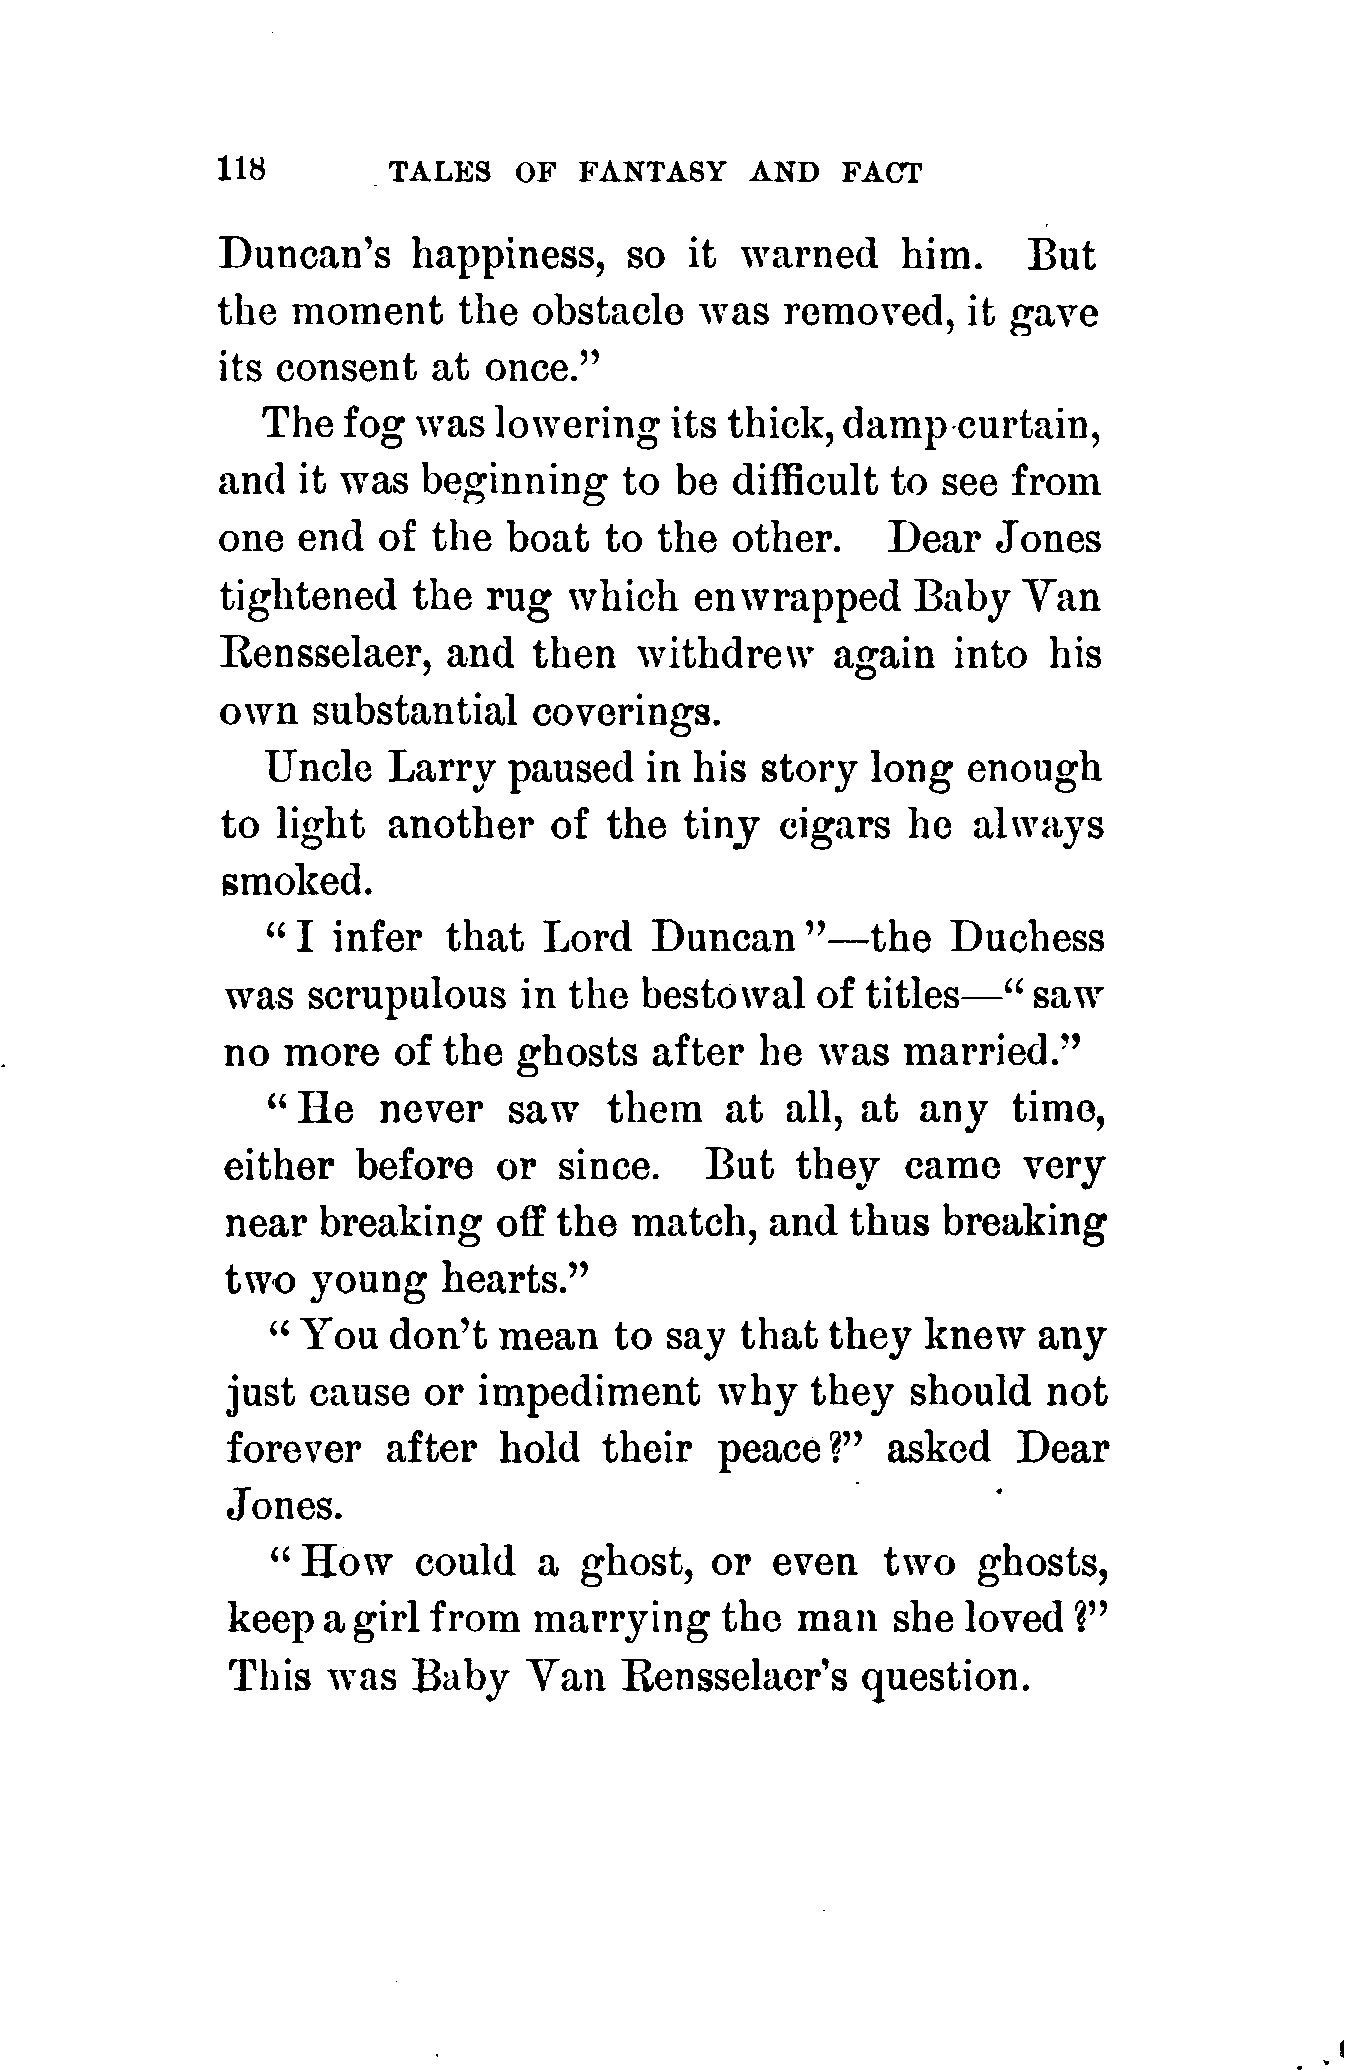 118 TALES OF FANTASY AND FACT
Duncan's happiness, so it warned him. But
the moment the obstacle was removed, it gave
its consent at once."
The fog was lowering its thick, damp curtain,
and it was beginning to be difficult to see from
one end of the boat to the other. Dear Jones
tightened the rug which enwrapped Baby Van
Rensselaer, and then withdrew again into his
own substantial coverings.
Uncle Larry paused in his story long enough
to light another of the tiny cigars he always
smoked.
"I infer that Lord Duncan"—the Duchess
was scrupulous in the bestowal of titles—"saw
no more of the ghosts after he was married."
"He never saw them at all, at any time,
either before or since. But they came very
near breaking off the match, and thus breaking
two young hearts."
"You don't mean to say that they knew any
just cause or impediment why they should not
forever after hold their peace?" asked Dear
Jones.
"How could a ghost, or even two ghosts,
keep a girl from marrying the man she loved?"
This was Baby Van Rensselaer's question.